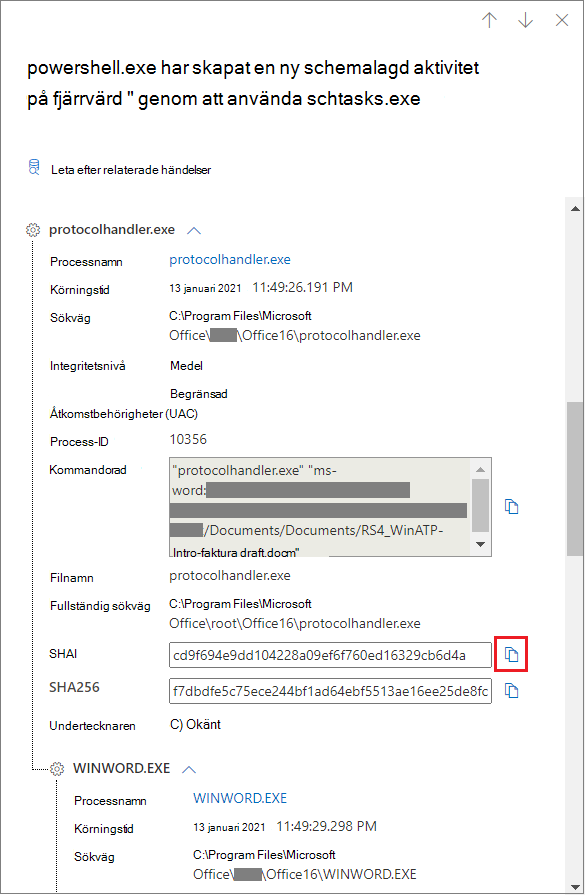 powershell.exe har skapat en ny schemalagd aktivitet
på fjärrvärd '' genom att använda schtasks.exe
Leta efter relaterade händelser
protocolhandler.exe
Processnamn protocolhandler.exe
Körningstid 13 januari 2021 11:49:26.191 PM
Sökväg C:\Program Files\Microsoft
Office\ \Office16\protocolhandler.exe
Integritetsnivå Medel
Begränsad
Åtkomstbehörigheter (UAC)
Process-ID 10356
Kommandorad "protocolhandler.exe" "ms-
word:
/Documents/Documents/RS4_WinATP-
Intro-faktura draft.docm"
Filnamn protocolhandler.exe
Fullständig sökväg C:\Program Files\Microsoft
Office\root\Office16\protocolhandler.exe
SHAI cd9f694e9dd104228a09ef6f760ed16329cb6d4a
SHA256 f7dbdfe5c75ece244bf1ad64ebf5513ae16ee25de8fc
Undertecknaren C) Okänt
WINWORD.EXE
Processnamn WINWORD.EXE
Körningstid 13 januari 2021 11:49:29.298 PM
Sökväg C:\Program Files\Microsoft
Office\ \Office16\WINWORD.EXE